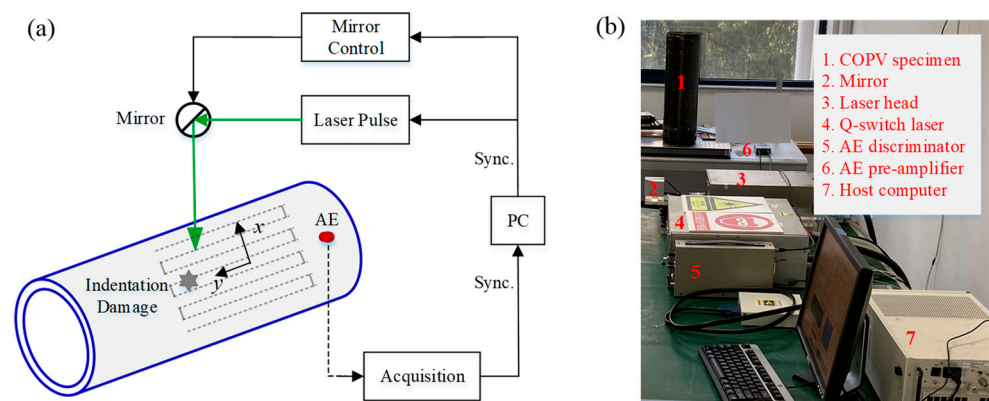 (a)
Mirror
Control
Mirror
Laser Pulse
Sync.
AE
x
PC
y
Indentation
Damage
Sync.
Acquisition
(b)
1. COPV specimen
2. Mirror
3. Laser head
4. Q-switch laser
5. AE discriminator
6. AE pre-amplifier
7. Host computer
1
6
3
2
4
5
7